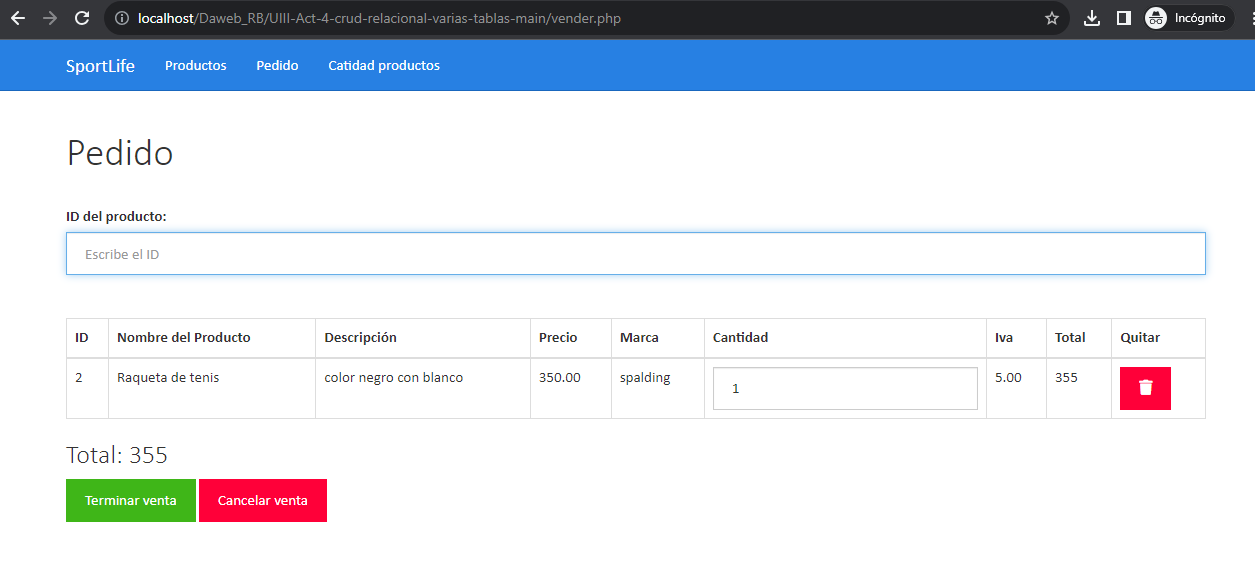 localhost/Daweb_RB/UIII-Act-4-crud-relacional-varias-tablas-main/vender.php Incógnito
SportLife Productos Pedido Catidad productos
Pedido
ID del producto:
Escribe el ID
ID Nombre del Producto Descripción Precio Marca Cantidad Iva Total Quitar
2 Raqueta de tenis color negro con blanco 350.00 spalding 1 5.00 355
Total: 355
Terminar venta Cancelar venta